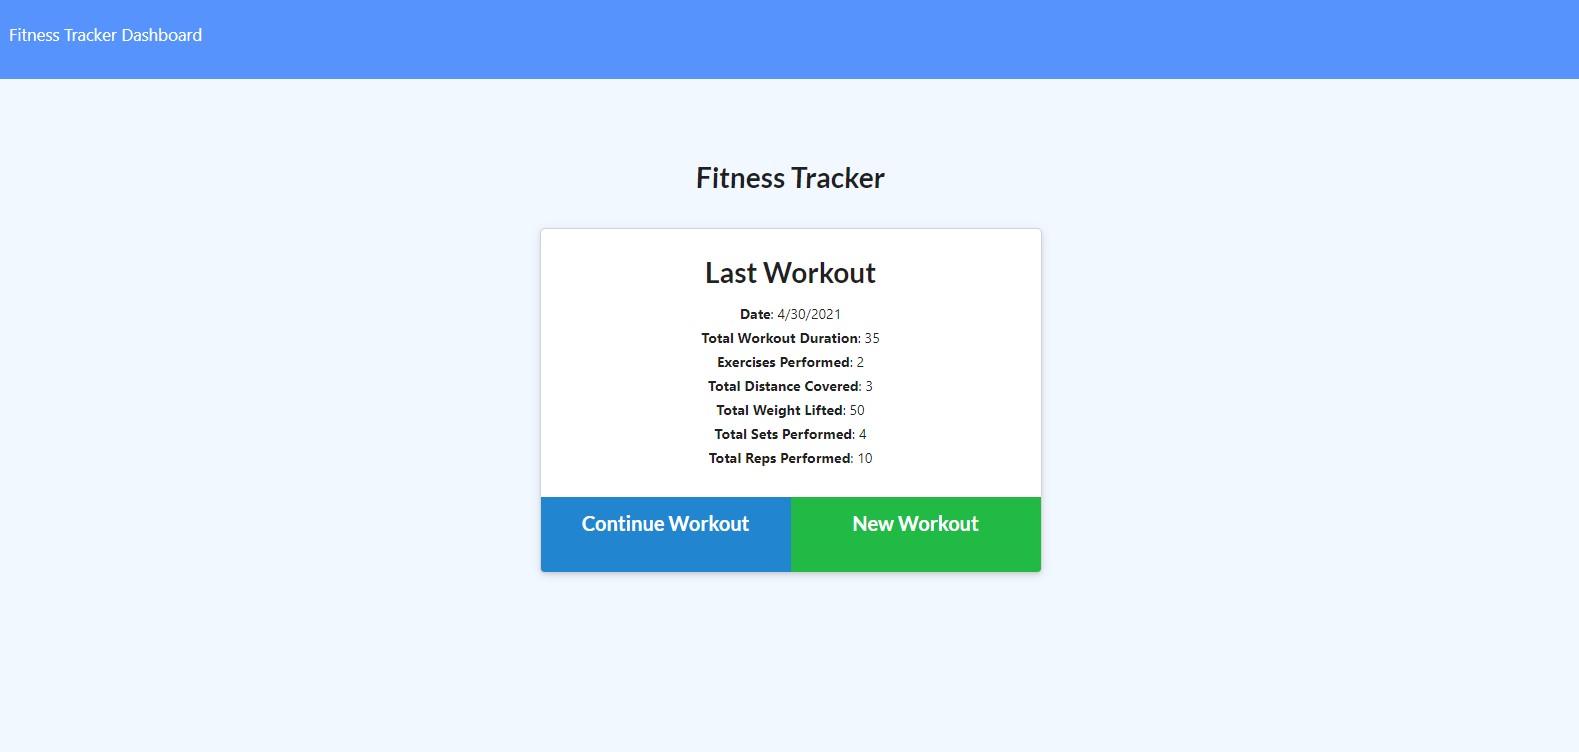 Fitness Tracker Dashboard
Fitness Tracker
Last Workout
Date: 4/30/2021
Total Workout Duration: 35
Exercises Performed: 2
Total Distance Covered: 3
Total Weight Lifted: 50
Total Sets Performed: 4
Total Reps Performed: 10
Continue Workout New Workout